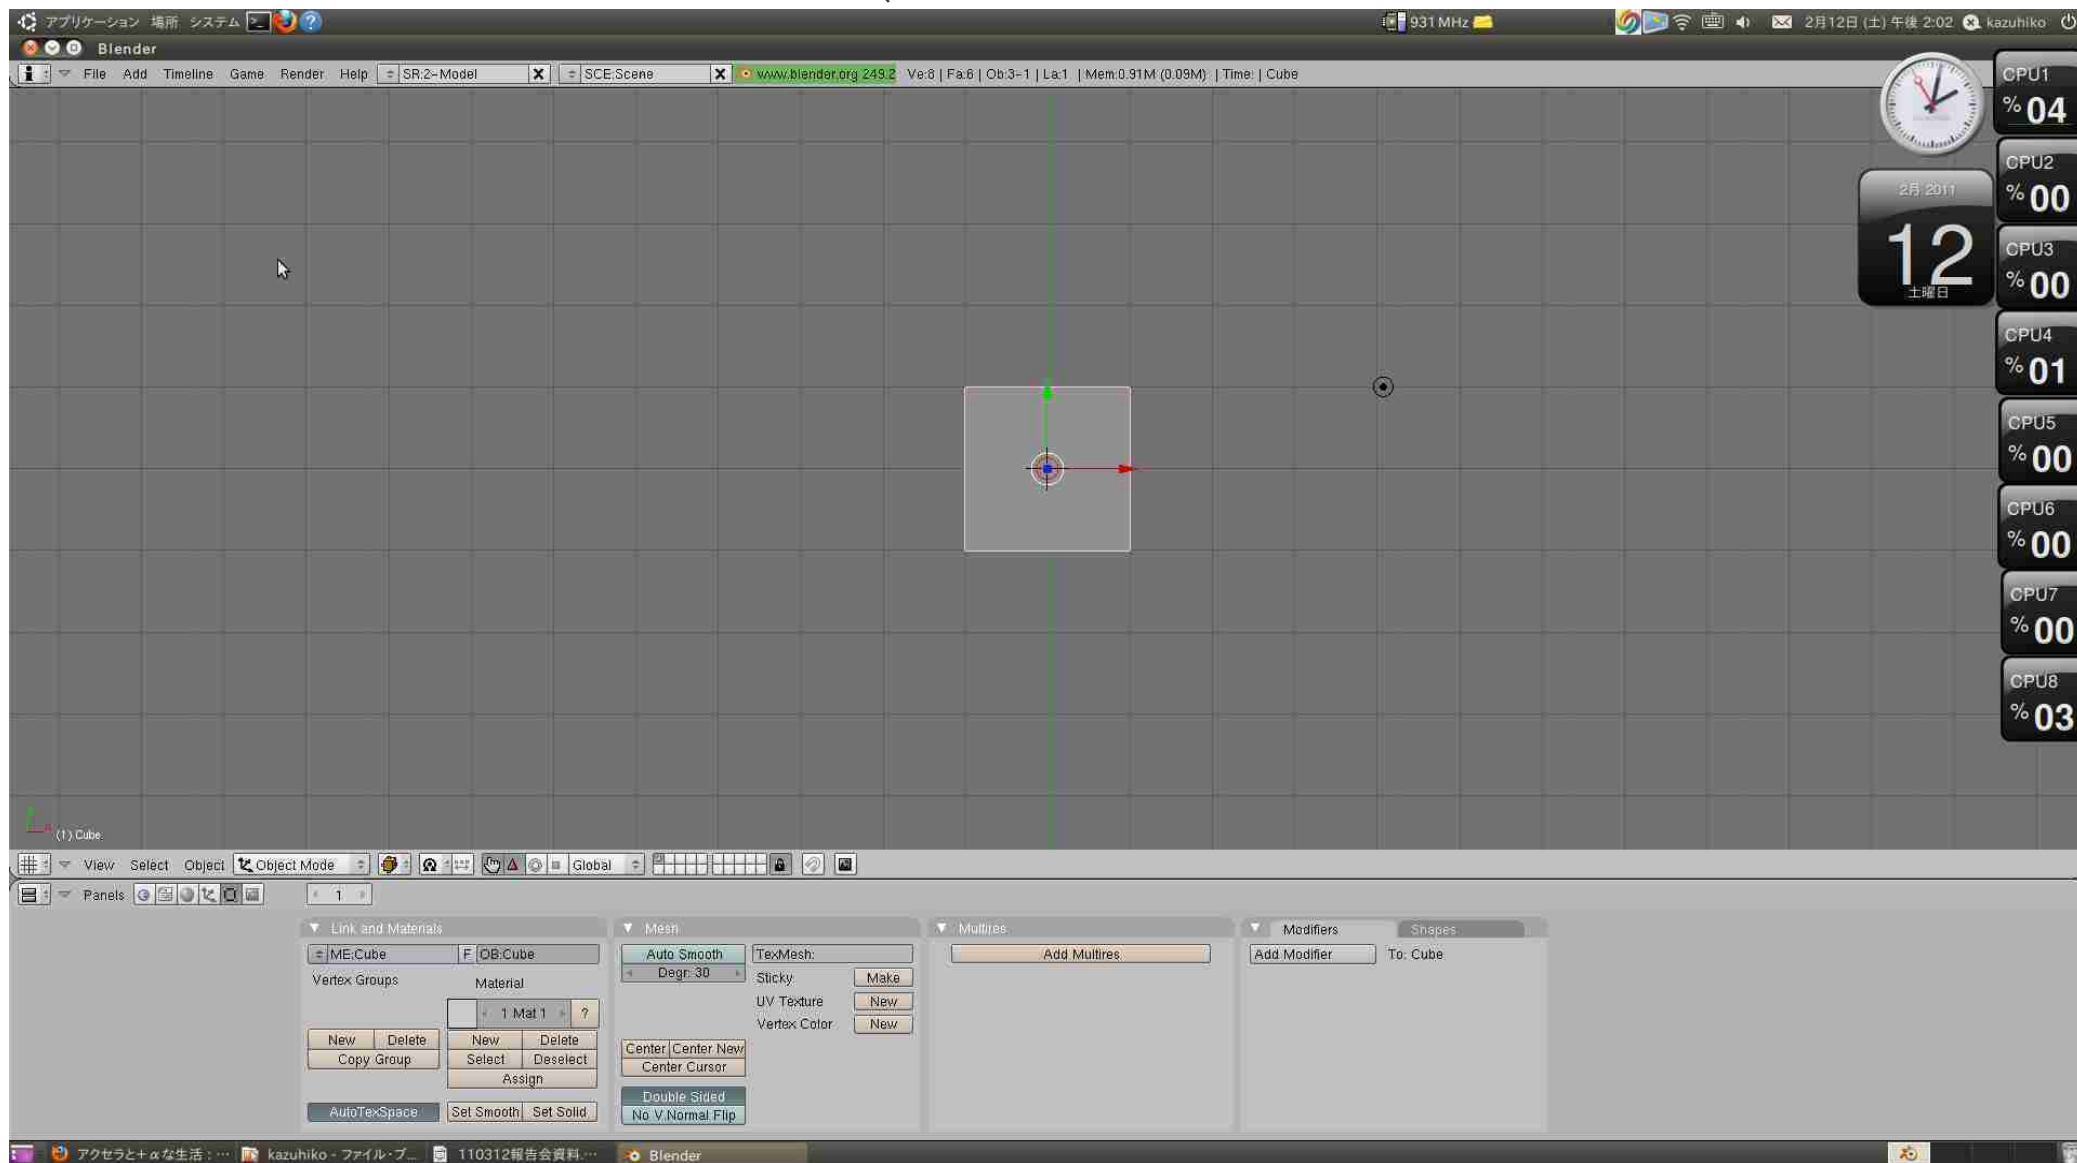 アプリケーション 場所 システム 931 MHz 2月12日 (土) 午後 2:02 kazuhiko
Blender
File Add Timeline Game Render Help SR:2-Model X SCE:Scene X www.blender.org 249.2 Ve:8 | Fa:6 | Ob:3-1 | La:1 | Mem:0.91M (0.09M) | Time: | Cube
CPU1
% 04
CPU2
% 00
2月 2011
12
土曜日
CPU3
% 00
CPU4
% 01
CPU5
% 00
CPU6
% 00
CPU7
% 00
CPU8
% 03
(1) Cube
View Select Object Object Mode Global
Panels 1
Link and Materials
ME:Cube F OB:Cube
Vertex Groups Material
1 Mat 1 ?
New Delete New Delete
Copy Group Select Deselect
Assign
AutoTexSpace Set Smooth Set Solid
Mesh
Auto Smooth TexMesh:
Degr: 30 Sticky Make
UV Texture New
Vertex Color New
Center Center New
Center Cursor
Double Sided
No V.Normal Flip
Multires
Add Multires
Modifiers Shapes
Add Modifier To: Cube
アクセラと+αな生活 : … kazuhiko - ファイル・ブ... 110312報告会資料.… Blender